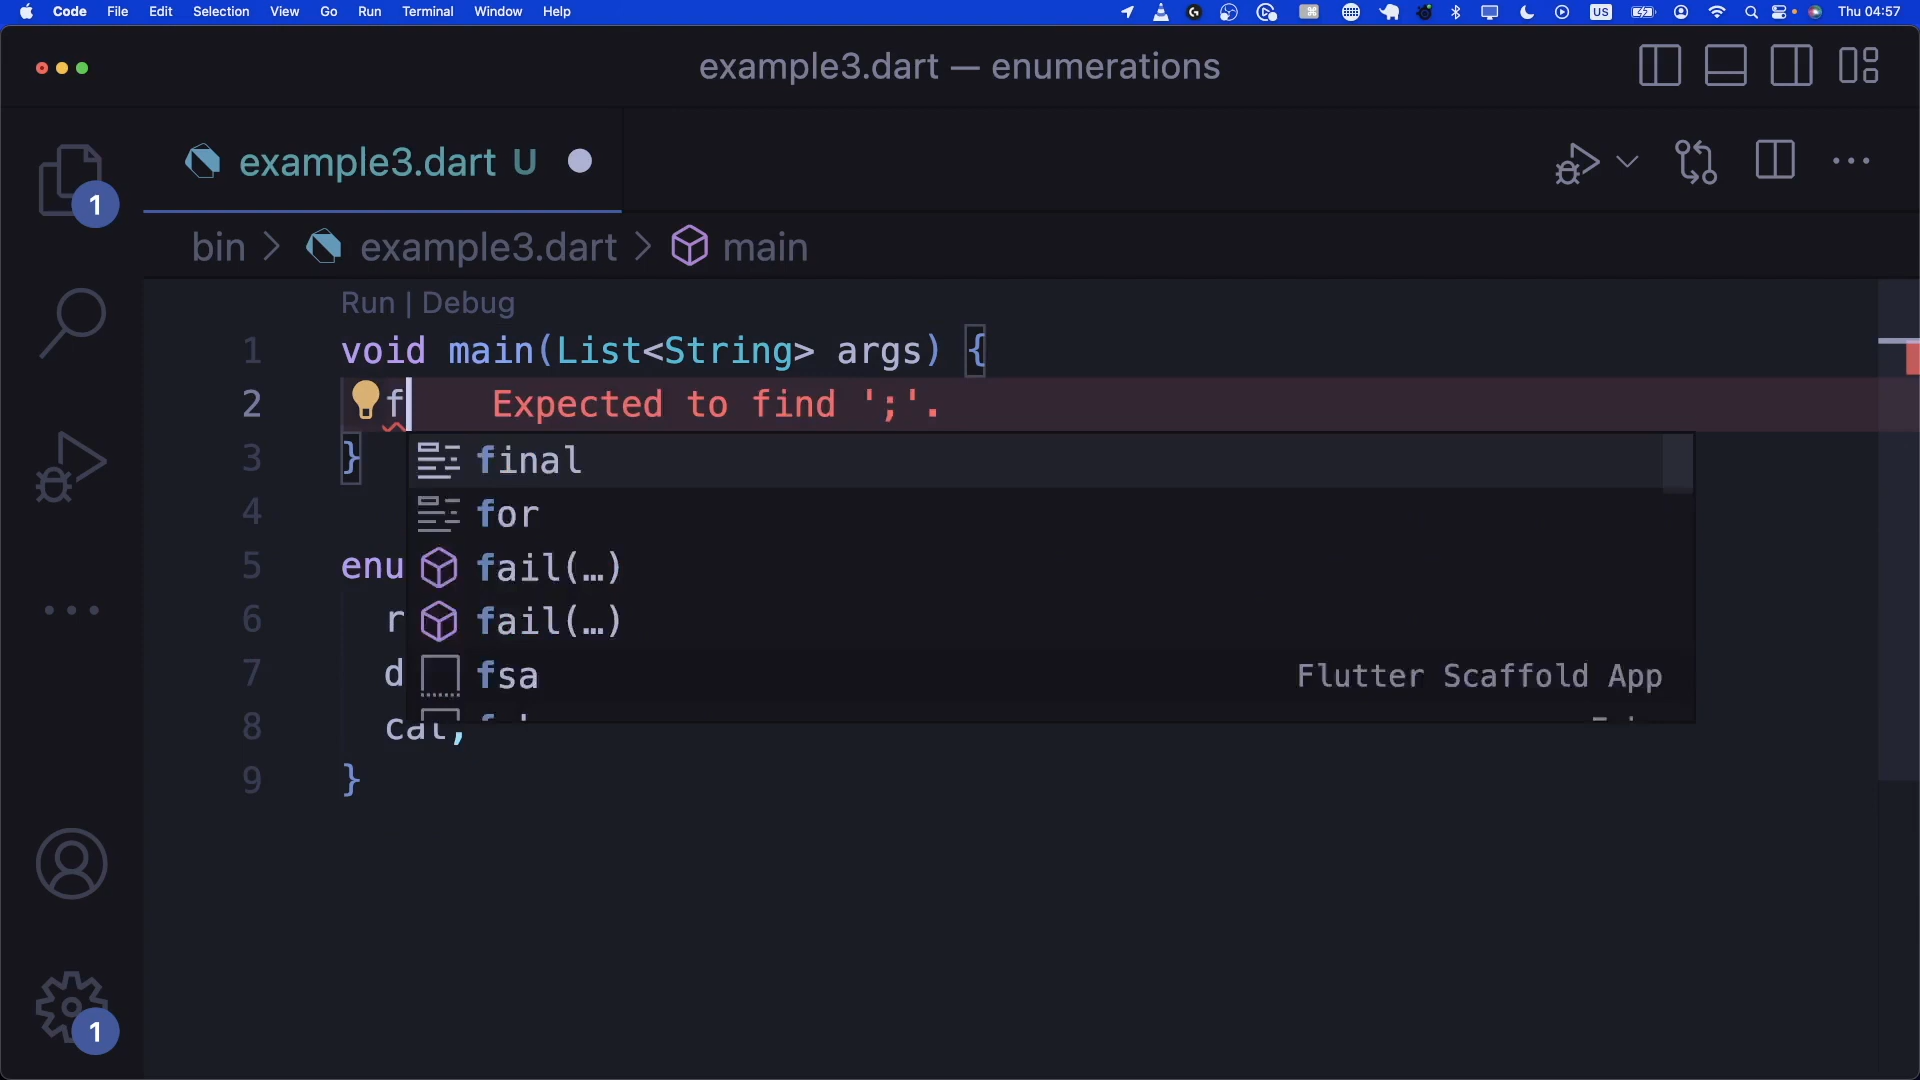 Code File Edit Selection View Go Run Terminal Window Help US Thu 04:57
example3.dart — enumerations
example3.dart U
1
bin > example3.dart > main
Run | Debug
1 void main(List<String> args) {
2 f Expected to find ';'.
3 } final
4 for
5 enu fail(…)
6 r fail(…)
7 d fsa Flutter Scaffold App
8 cat,
9 }
1